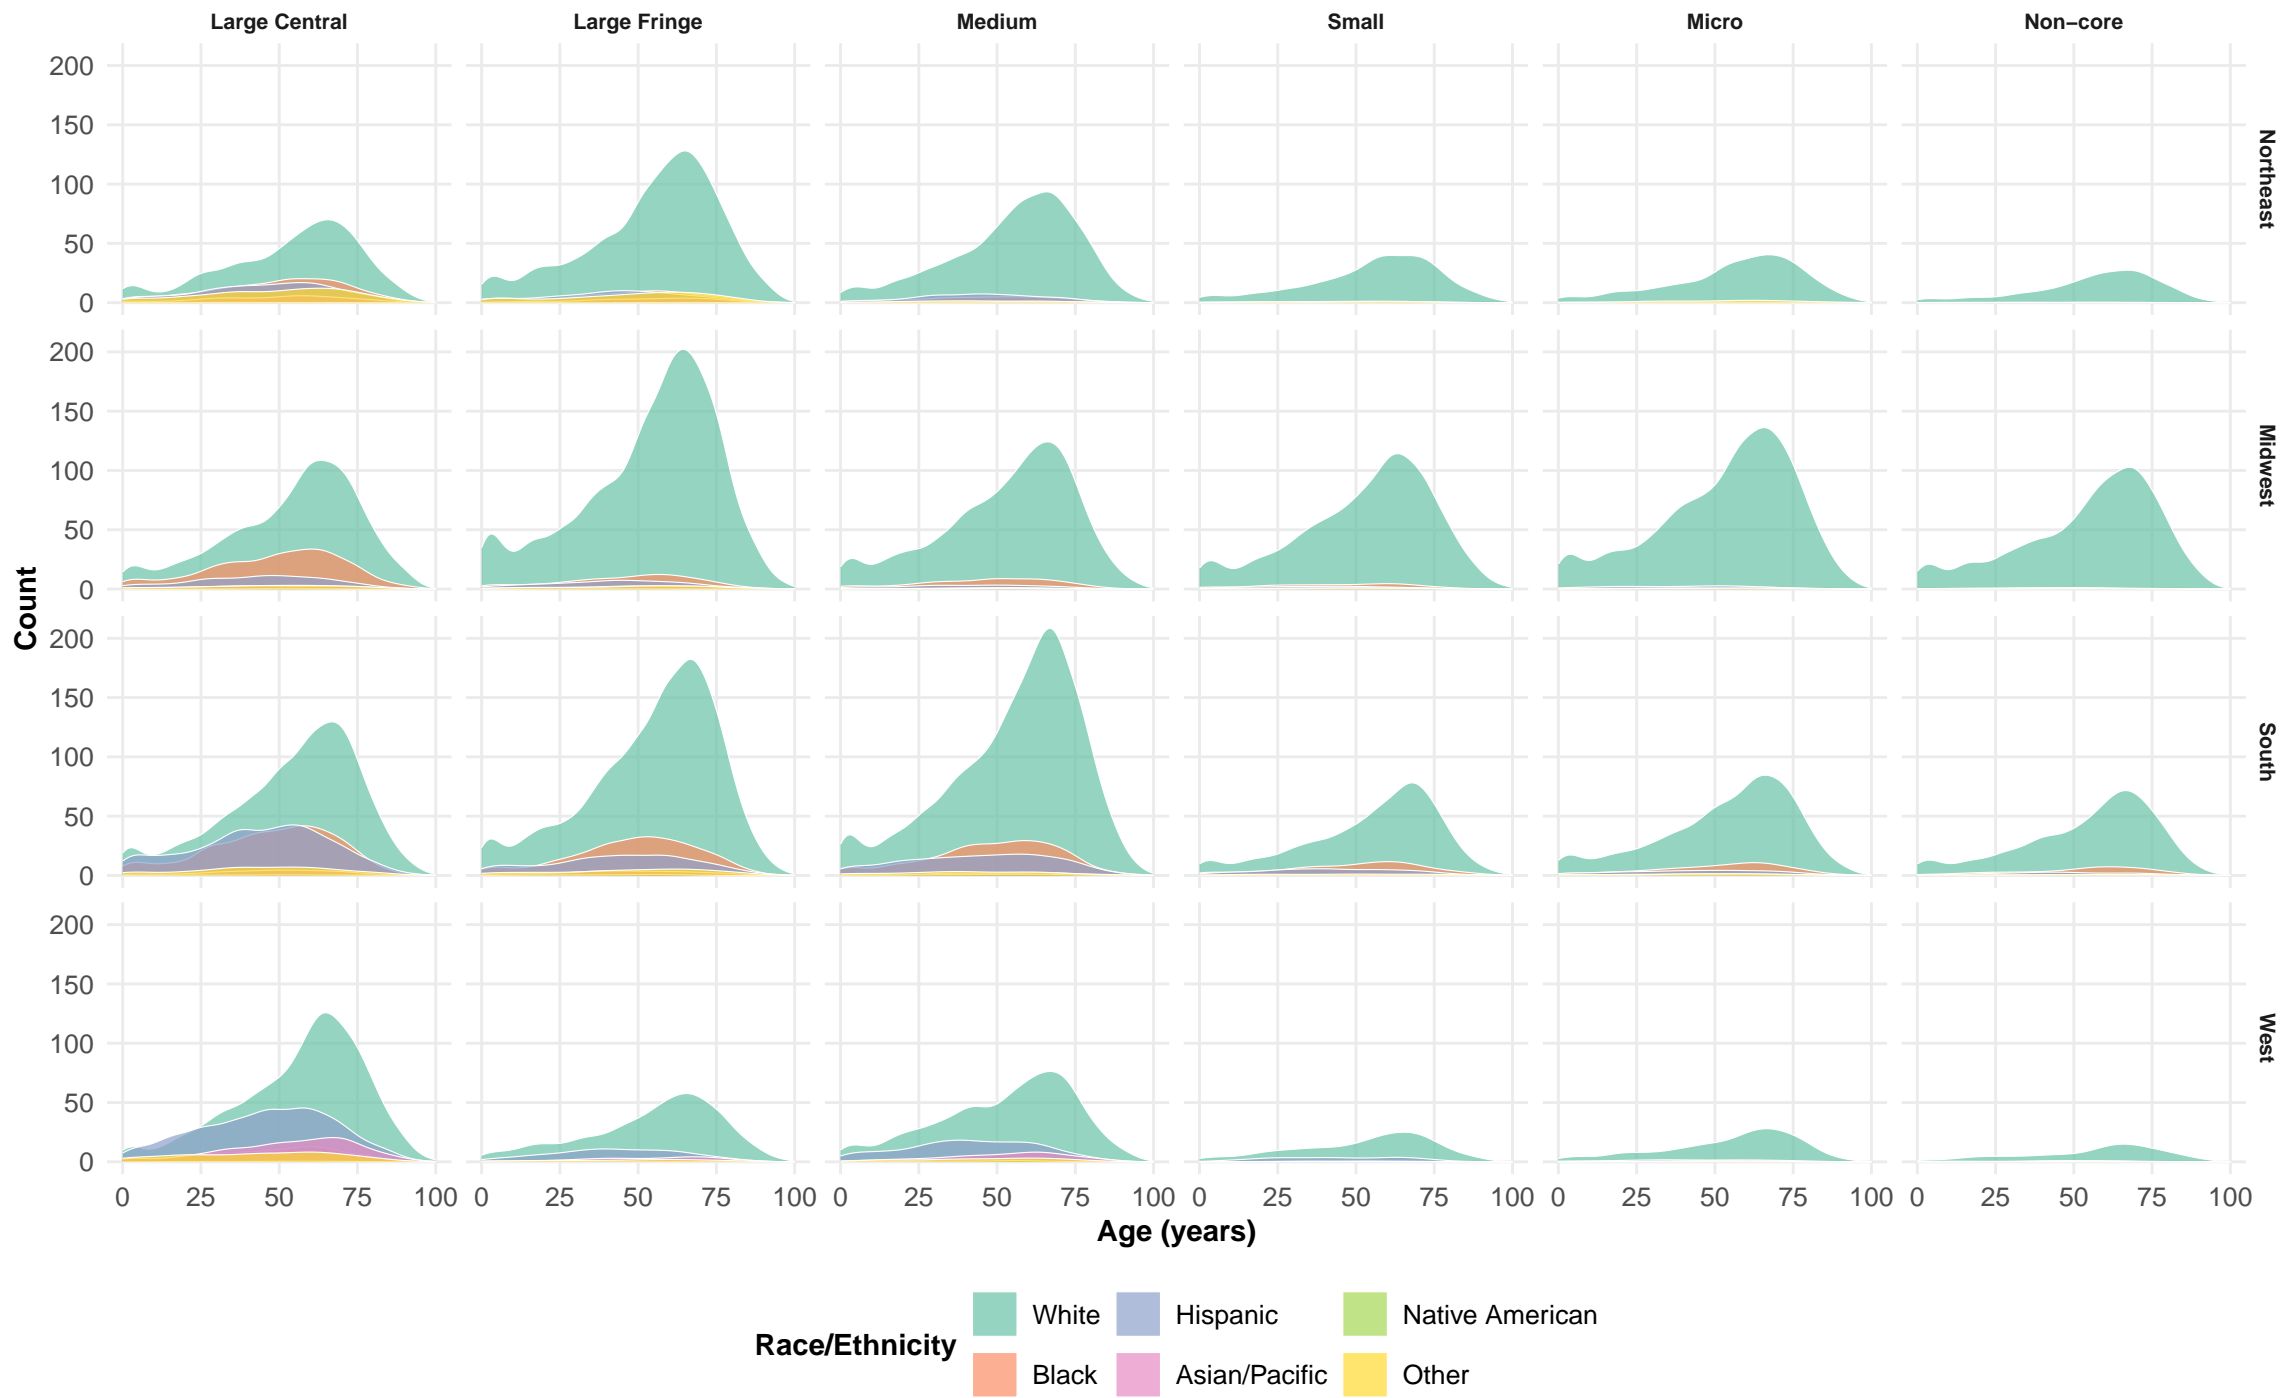 Large Central Large Fringe Medium Small Micro Non−core
200
150
100
50
0
Northeast
200
150
100
50
0
Midwest
200
150
100
50
0
South
200
150
100
50
0
West
Count
0 25 50 75 100 0 25 50 75 100 0 25 50 75 100 0 25 50 75 100 0 25 50 75 100 0 25 50 75 100
Age (years)
Race/Ethnicity
White Hispanic Native American
Black Asian/Pacific Other